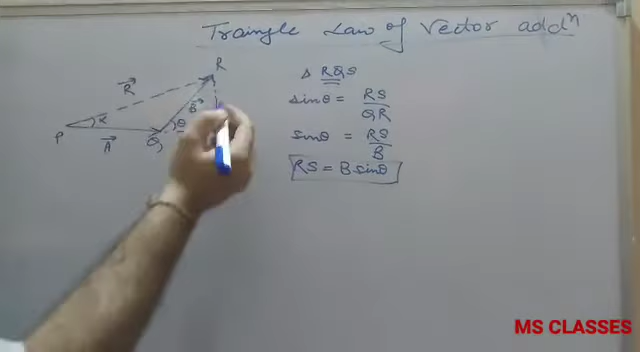 Traingle Law of Vector addⁿ
R
Δ RQS
R⃗
sinθ = RS/QR
B⃗
α
θ
P
A⃗
Q
sinθ = RS/B
RS = B sinθ
MS CLASSES